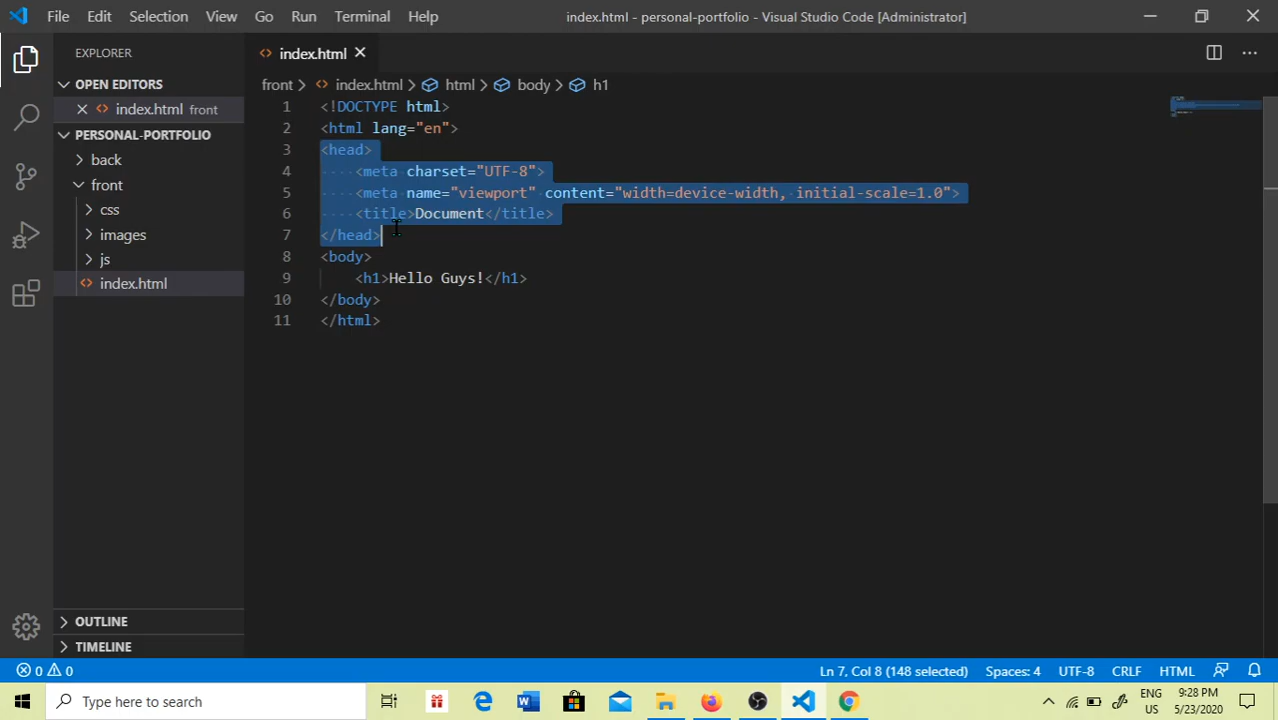 File Edit Selection View Go Run Terminal Help index.html - personal-portfolio - Visual Studio Code [Administrator]
EXPLORER
OPEN EDITORS
index.html front
PERSONAL-PORTFOLIO
back
front
css
images
js
index.html
OUTLINE
TIMELINE
index.html
front > index.html > html > body > h1
1 <!DOCTYPE html>
2 <html lang="en">
3 <head>
4 <meta charset="UTF-8">
5 <meta name="viewport" content="width=device-width, initial-scale=1.0">
6 <title>Document</title>
7 </head>
8 <body>
9 <h1>Hello Guys!</h1>
10 </body>
11 </html>
0 0 Ln 7, Col 8 (148 selected) Spaces: 4 UTF-8 CRLF HTML
Type here to search
ENG
US
9:28 PM
5/23/2020